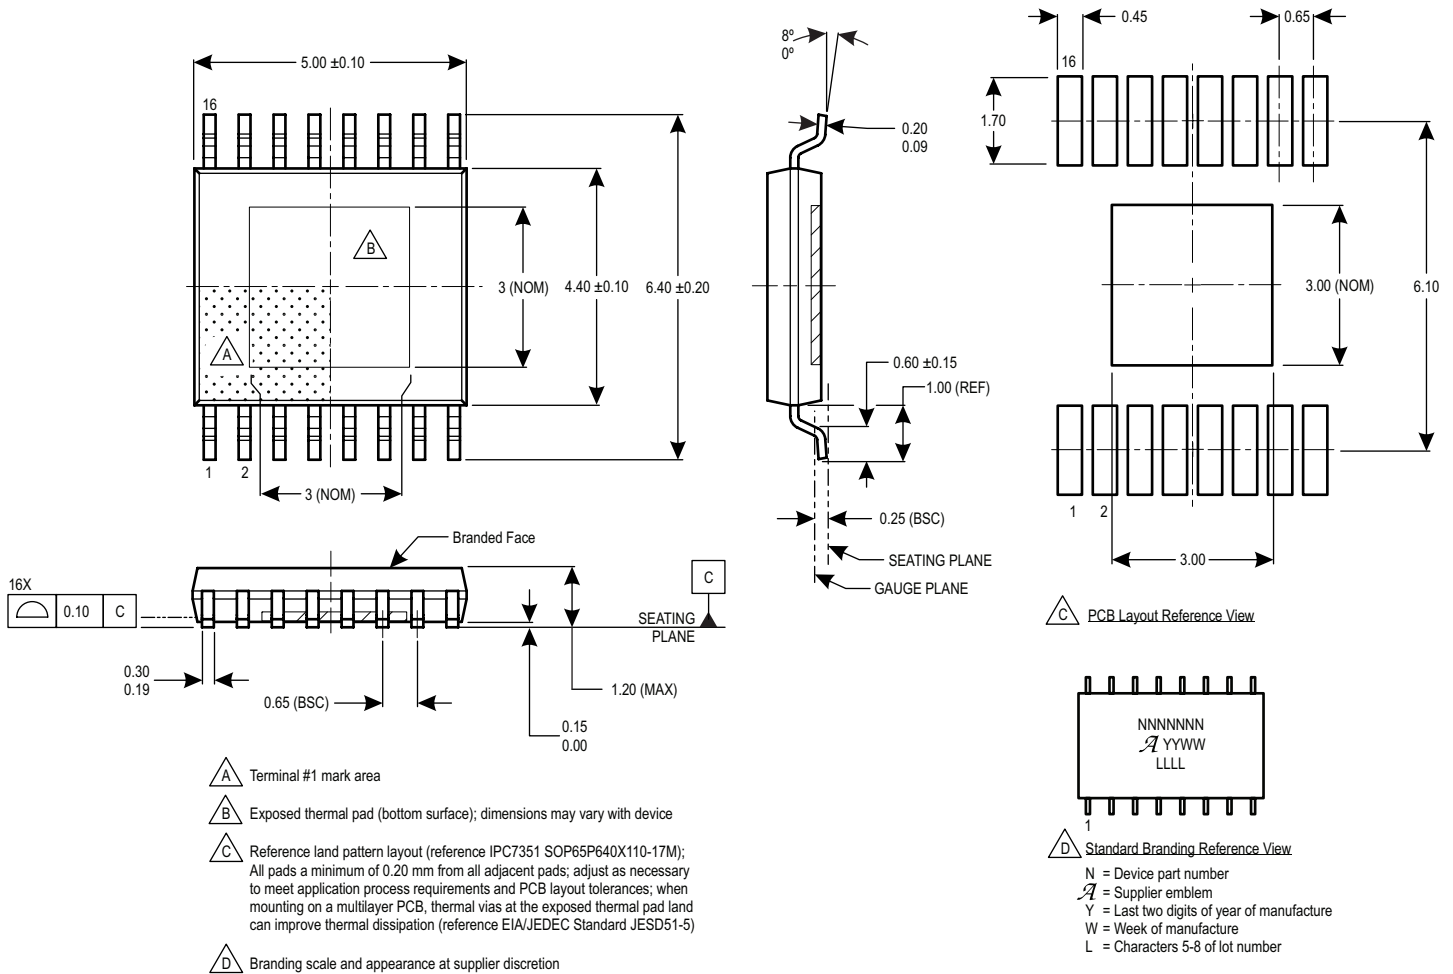 5.00 ±0.10
16
B
A
3 (NOM)
4.40 ±0.10
6.40 ±0.20
1
2
3 (NOM)
8º
0º
0.20
0.09
0.60 ±0.15
1.00 (REF)
0.25 (BSC)
SEATING PLANE
GAUGE PLANE
0.45
0.65
16
1.70
3.00 (NOM)
6.10
1
2
3.00
C
PCB Layout Reference View
Branded Face
16X
0.10
C
C
SEATING
PLANE
0.30
0.19
0.65 (BSC)
1.20 (MAX)
0.15
0.00
A
Terminal #1 mark area
B
Exposed thermal pad (bottom surface); dimensions may vary with device
C
Reference land pattern layout (reference IPC7351 SOP65P640X110-17M);
All pads a minimum of 0.20 mm from all adjacent pads; adjust as necessary
to meet application process requirements and PCB layout tolerances; when
mounting on a multilayer PCB, thermal vias at the exposed thermal pad land
can improve thermal dissipation (reference EIA/JEDEC Standard JESD51-5)
D
Branding scale and appearance at supplier discretion
NNNNNNN
A YYWW
LLLL
1
D
Standard Branding Reference View
N = Device part number
A = Supplier emblem
Y = Last two digits of year of manufacture
W = Week of manufacture
L = Characters 5-8 of lot number